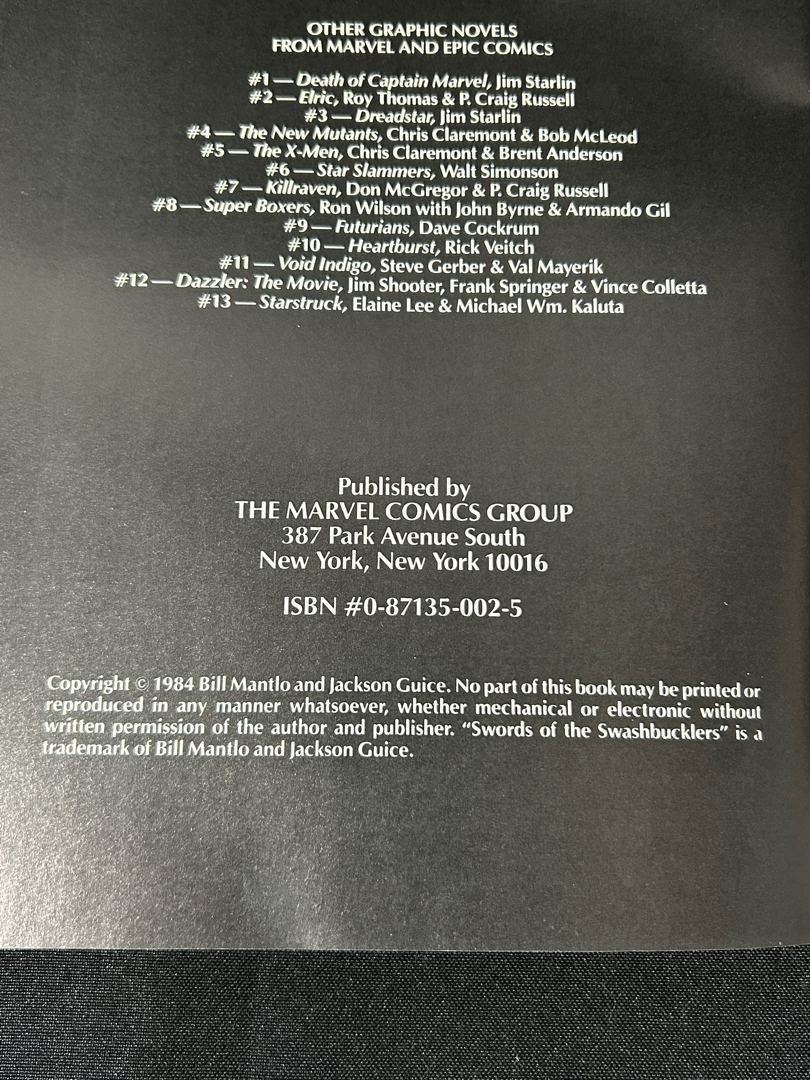 OTHER GRAPHIC NOVELS
FROM MARVEL AND EPIC COMICS
#1 — Death of Captain Marvel, Jim Starlin
#2 — Elric, Roy Thomas & P. Craig Russell
#3 — Dreadstar, Jim Starlin
#4 — The New Mutants, Chris Claremont & Bob McLeod
#5 — The X-Men, Chris Claremont & Brent Anderson
#6 — Star Slammers, Walt Simonson
#7 — Killraven, Don McGregor & P. Craig Russell
#8 — Super Boxers, Ron Wilson with John Byrne & Armando Gil
#9 — Futurians, Dave Cockrum
#10 — Heartburst, Rick Veitch
#11 — Void Indigo, Steve Gerber & Val Mayerik
#12 — Dazzler: The Movie, Jim Shooter, Frank Springer & Vince Colletta
#13 — Starstruck, Elaine Lee & Michael Wm. Kaluta
Published by
THE MARVEL COMICS GROUP
387 Park Avenue South
New York, New York 10016
ISBN #0-87135-002-5
Copyright © 1984 Bill Mantlo and Jackson Guice. No part of this book may be printed or
reproduced in any manner whatsoever, whether mechanical or electronic without
written permission of the author and publisher. “Swords of the Swashbucklers” is a
trademark of Bill Mantlo and Jackson Guice.